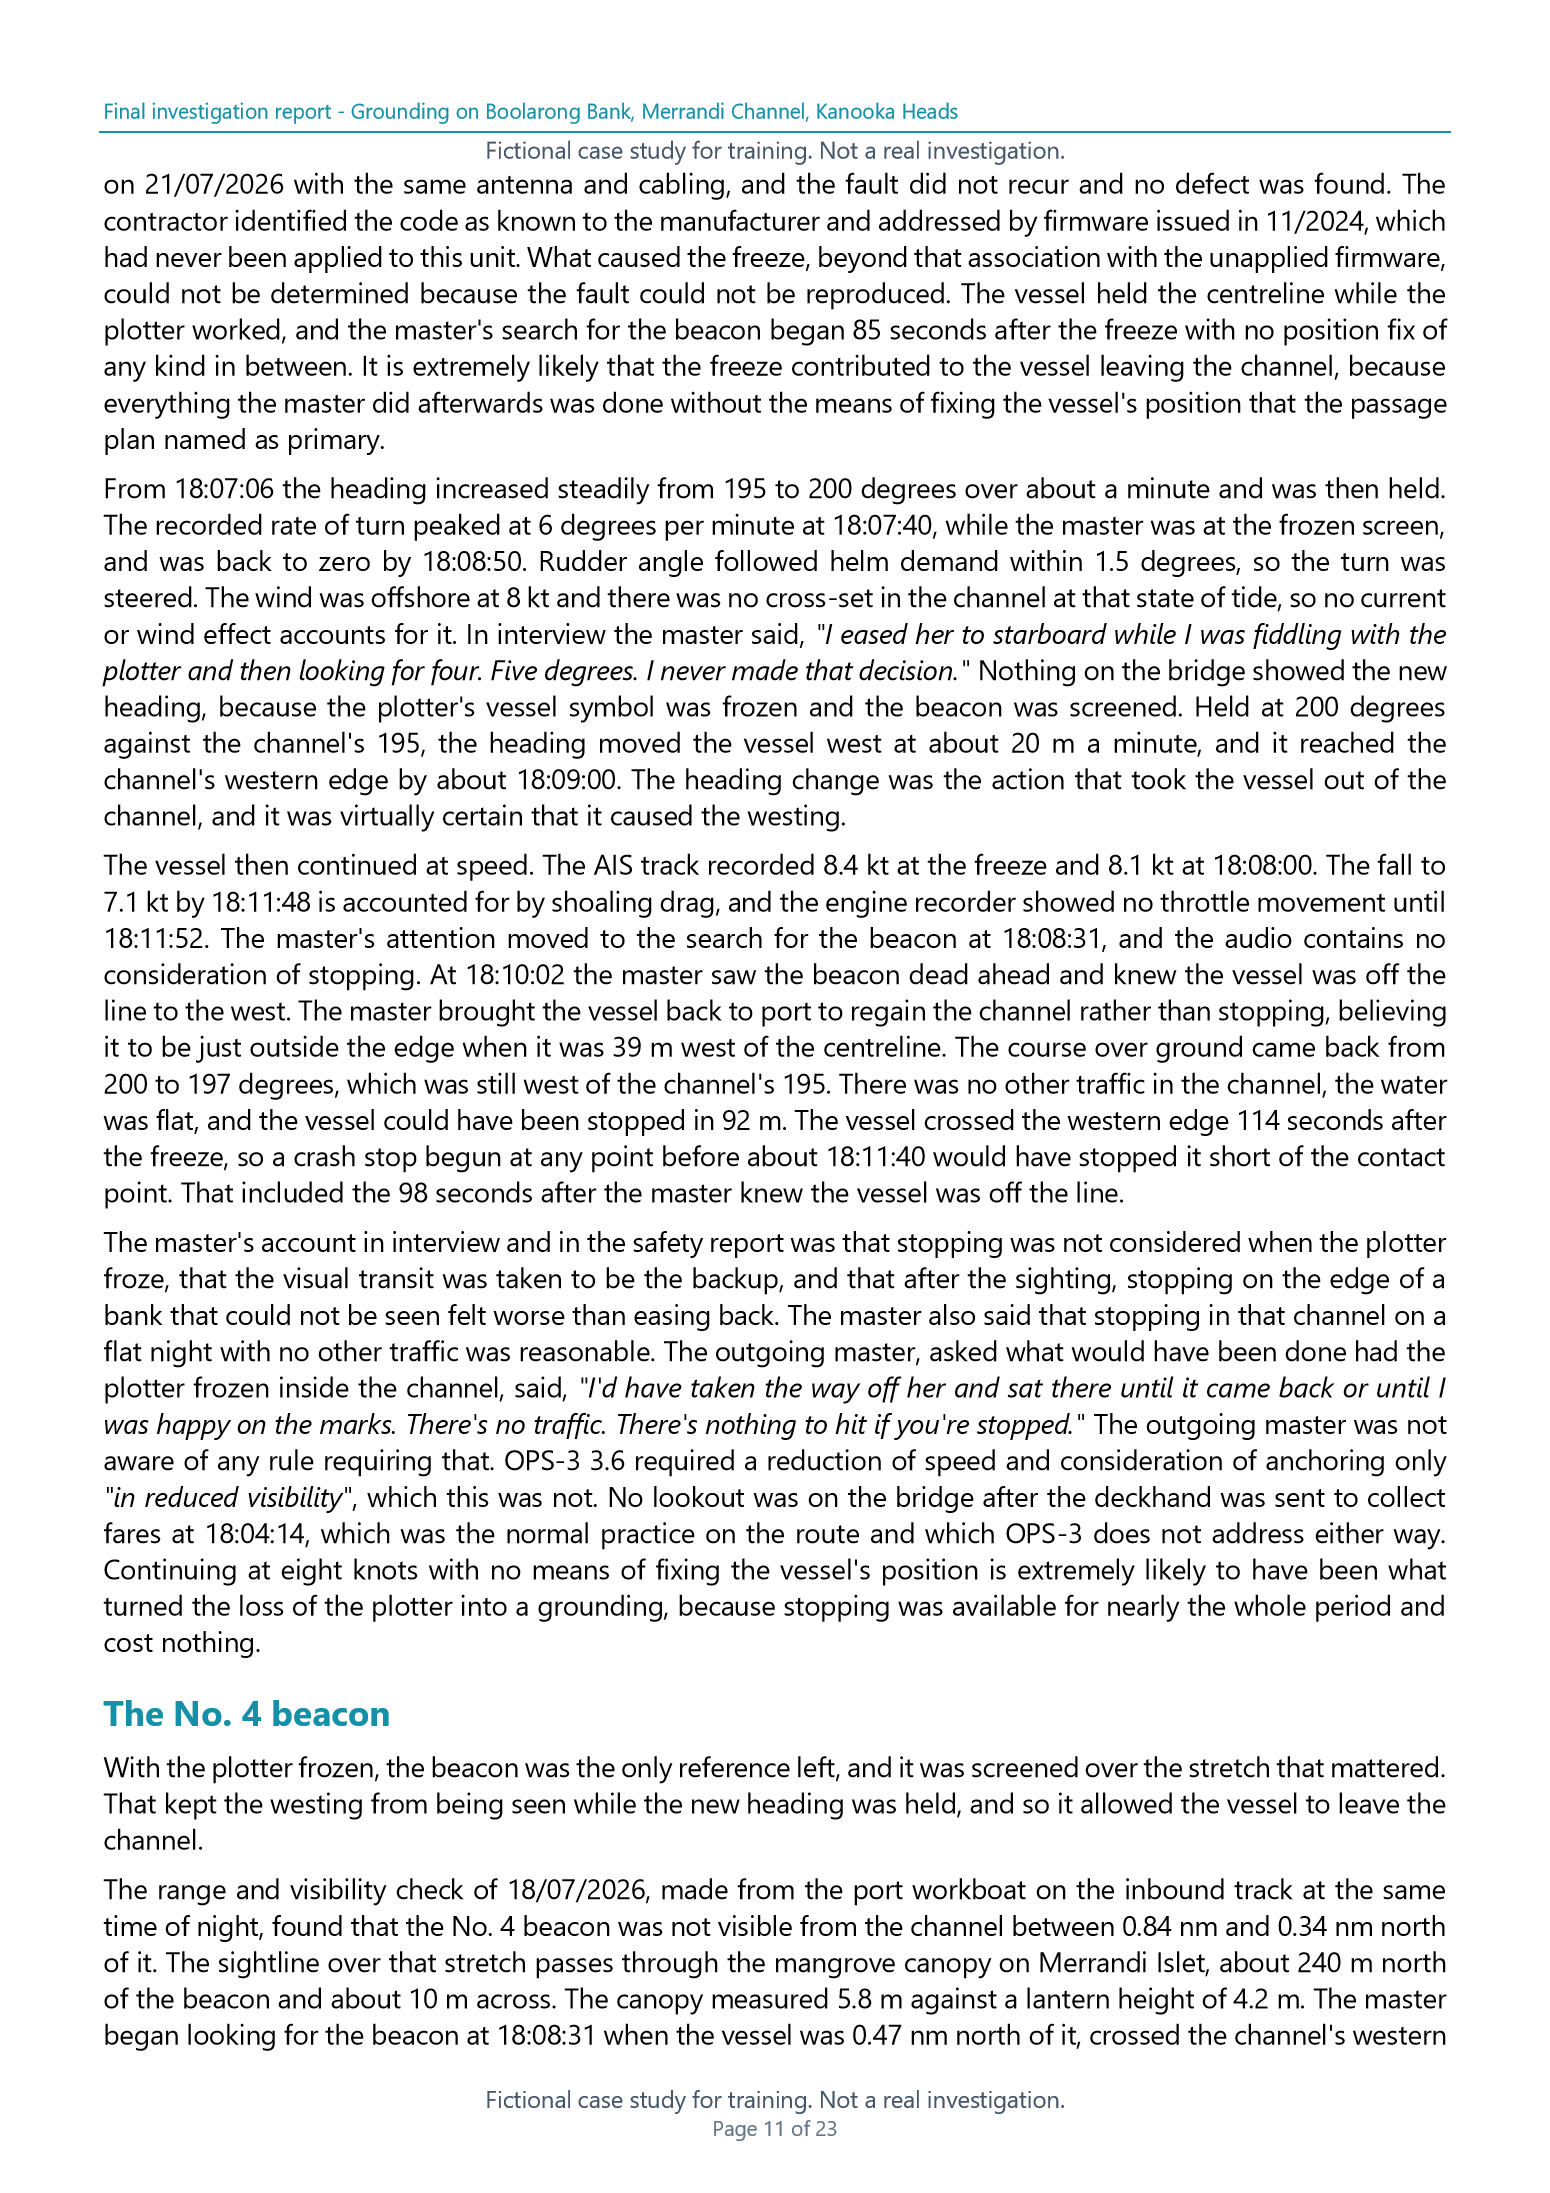 Final investigation report - Grounding on Boolarong Bank, Merrandi Channel, Kanooka Heads
Fictional case study for training. Not a real investigation.
on 21/07/2026 with the same antenna and cabling, and the fault did not recur and no defect was found. The
contractor identified the code as known to the manufacturer and addressed by firmware issued in 11/2024, which
had never been applied to this unit. What caused the freeze, beyond that association with the unapplied firmware,
could not be determined because the fault could not be reproduced. The vessel held the centreline while the
plotter worked, and the master's search for the beacon began 85 seconds after the freeze with no position fix of
any kind in between. It is extremely likely that the freeze contributed to the vessel leaving the channel, because
everything the master did afterwards was done without the means of fixing the vessel's position that the passage
plan named as primary.
From 18:07:06 the heading increased steadily from 195 to 200 degrees over about a minute and was then held.
The recorded rate of turn peaked at 6 degrees per minute at 18:07:40, while the master was at the frozen screen,
and was back to zero by 18:08:50. Rudder angle followed helm demand within 1.5 degrees, so the turn was
steered. The wind was offshore at 8 kt and there was no cross-set in the channel at that state of tide, so no current
or wind effect accounts for it. In interview the master said, "I eased her to starboard while I was fiddling with the
plotter and then looking for four. Five degrees. I never made that decision." Nothing on the bridge showed the new
heading, because the plotter's vessel symbol was frozen and the beacon was screened. Held at 200 degrees
against the channel's 195, the heading moved the vessel west at about 20 m a minute, and it reached the
channel's western edge by about 18:09:00. The heading change was the action that took the vessel out of the
channel, and it was virtually certain that it caused the westing.
The vessel then continued at speed. The AIS track recorded 8.4 kt at the freeze and 8.1 kt at 18:08:00. The fall to
7.1 kt by 18:11:48 is accounted for by shoaling drag, and the engine recorder showed no throttle movement until
18:11:52. The master's attention moved to the search for the beacon at 18:08:31, and the audio contains no
consideration of stopping. At 18:10:02 the master saw the beacon dead ahead and knew the vessel was off the
line to the west. The master brought the vessel back to port to regain the channel rather than stopping, believing
it to be just outside the edge when it was 39 m west of the centreline. The course over ground came back from
200 to 197 degrees, which was still west of the channel's 195. There was no other traffic in the channel, the water
was flat, and the vessel could have been stopped in 92 m. The vessel crossed the western edge 114 seconds after
the freeze, so a crash stop begun at any point before about 18:11:40 would have stopped it short of the contact
point. That included the 98 seconds after the master knew the vessel was off the line.
The master's account in interview and in the safety report was that stopping was not considered when the plotter
froze, that the visual transit was taken to be the backup, and that after the sighting, stopping on the edge of a
bank that could not be seen felt worse than easing back. The master also said that stopping in that channel on a
flat night with no other traffic was reasonable. The outgoing master, asked what would have been done had the
plotter frozen inside the channel, said, "I'd have taken the way off her and sat there until it came back or until I
was happy on the marks. There's no traffic. There's nothing to hit if you're stopped." The outgoing master was not
aware of any rule requiring that. OPS-3 3.6 required a reduction of speed and consideration of anchoring only
"in reduced visibility", which this was not. No lookout was on the bridge after the deckhand was sent to collect
fares at 18:04:14, which was the normal practice on the route and which OPS-3 does not address either way.
Continuing at eight knots with no means of fixing the vessel's position is extremely likely to have been what
turned the loss of the plotter into a grounding, because stopping was available for nearly the whole period and
cost nothing.
The No. 4 beacon
With the plotter frozen, the beacon was the only reference left, and it was screened over the stretch that mattered.
That kept the westing from being seen while the new heading was held, and so it allowed the vessel to leave the
channel.
The range and visibility check of 18/07/2026, made from the port workboat on the inbound track at the same
time of night, found that the No. 4 beacon was not visible from the channel between 0.84 nm and 0.34 nm north
of it. The sightline over that stretch passes through the mangrove canopy on Merrandi Islet, about 240 m north
of the beacon and about 10 m across. The canopy measured 5.8 m against a lantern height of 4.2 m. The master
began looking for the beacon at 18:08:31 when the vessel was 0.47 nm north of it, crossed the channel's western
Fictional case study for training. Not a real investigation.
Page 11 of 23